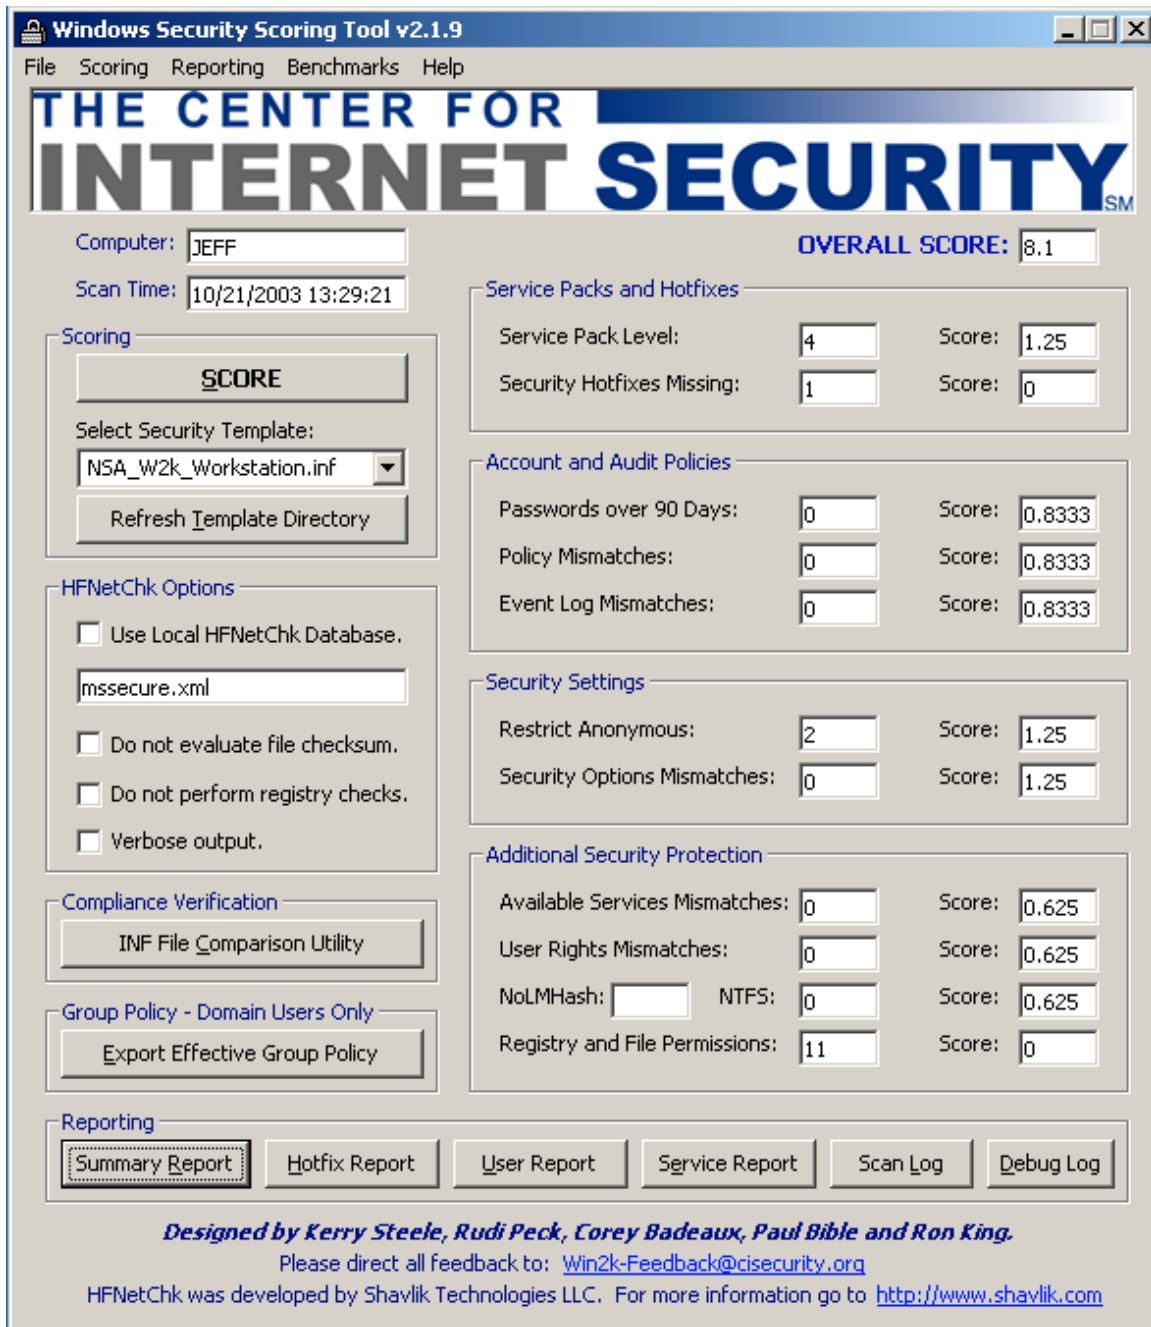 Windows Security Scoring Tool v2.1.9
File Scoring Reporting Benchmarks Help
THE CENTER FOR
INTERNET SECURITY SM
Computer: JEFF
OVERALL SCORE: 8.1
Scan Time: 10/21/2003 13:29:21
Scoring
SCORE
Select Security Template:
NSA_W2k_Workstation.inf
Refresh Template Directory
HFNetChk Options
Use Local HFNetChk Database.
mssecure.xml
Do not evaluate file checksum.
Do not perform registry checks.
Verbose output.
Compliance Verification
INF File Comparison Utility
Group Policy - Domain Users Only
Export Effective Group Policy
Service Packs and Hotfixes
Service Pack Level: 4 Score: 1.25
Security Hotfixes Missing: 1 Score: 0
Account and Audit Policies
Passwords over 90 Days: 0 Score: 0.8333
Policy Mismatches: 0 Score: 0.8333
Event Log Mismatches: 0 Score: 0.8333
Security Settings
Restrict Anonymous: 2 Score: 1.25
Security Options Mismatches: 0 Score: 1.25
Additional Security Protection
Available Services Mismatches: 0 Score: 0.625
User Rights Mismatches: 0 Score: 0.625
NoLMHash: NTFS: 0 Score: 0.625
Registry and File Permissions: 11 Score: 0
Reporting
Summary Report Hotfix Report User Report Service Report Scan Log Debug Log
Designed by Kerry Steele, Rudi Peck, Corey Badeaux, Paul Bible and Ron King.
Please direct all feedback to: Win2k-Feedback@cisecurity.org
HFNetChk was developed by Shavlik Technologies LLC. For more information go to http://www.shavlik.com